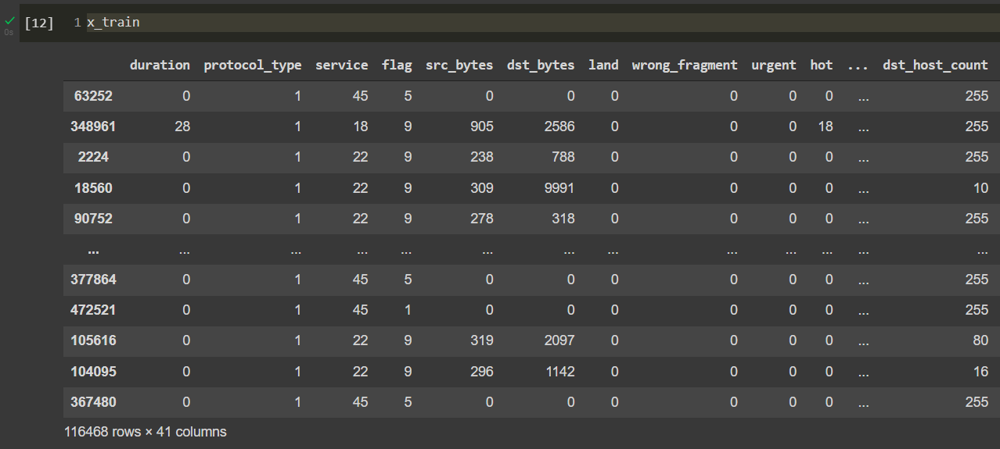 [12] 1 x_train
0s
duration protocol_type service flag src_bytes dst_bytes land wrong_fragment urgent hot ... dst_host_count
63252 0 1 45 5 0 0 0 0 0 0 ... 255
348961 28 1 18 9 905 2586 0 0 0 18 ... 255
2224 0 1 22 9 238 788 0 0 0 0 ... 255
18560 0 1 22 9 309 9991 0 0 0 0 ... 10
90752 0 1 22 9 278 318 0 0 0 0 ... 255
... ... ... ... ... ... ... ... ... ... ... ... ...
377864 0 1 45 5 0 0 0 0 0 0 ... 255
472521 0 1 45 1 0 0 0 0 0 0 ... 255
105616 0 1 22 9 319 2097 0 0 0 0 ... 80
104095 0 1 22 9 296 1142 0 0 0 0 ... 16
367480 0 1 45 5 0 0 0 0 0 0 ... 255
116468 rows × 41 columns